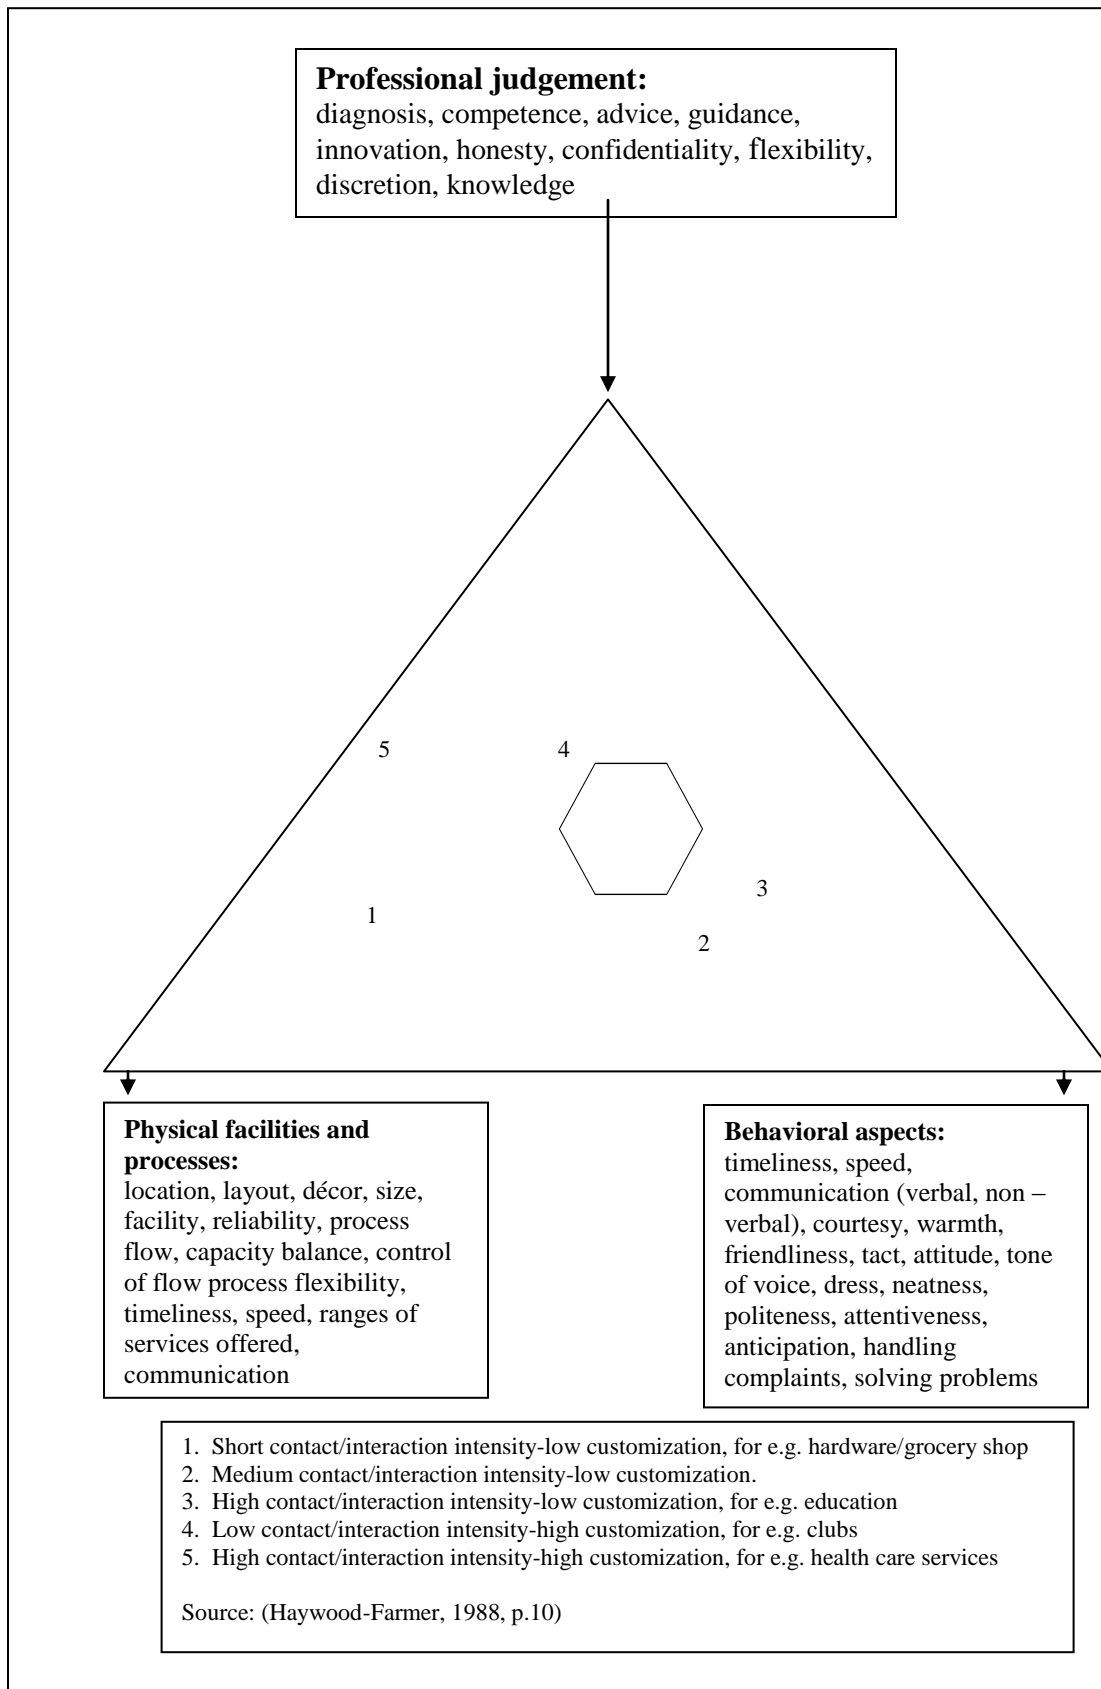 Professional judgement:
diagnosis, competence, advice, guidance,
innovation, honesty, confidentiality, flexibility,
discretion, knowledge
5
4
3
1
2
Physical facilities and
processes:
location, layout, décor, size,
facility, reliability, process
flow, capacity balance, control
of flow process flexibility,
timeliness, speed, ranges of
services offered,
communication
Behavioral aspects:
timeliness, speed,
communication (verbal, non –
verbal), courtesy, warmth,
friendliness, tact, attitude, tone
of voice, dress, neatness,
politeness, attentiveness,
anticipation, handling
complaints, solving problems
1. Short contact/interaction intensity-low customization, for e.g. hardware/grocery shop
2. Medium contact/interaction intensity-low customization.
3. High contact/interaction intensity-low customization, for e.g. education
4. Low contact/interaction intensity-high customization, for e.g. clubs
5. High contact/interaction intensity-high customization, for e.g. health care services
Source: (Haywood-Farmer, 1988, p.10)